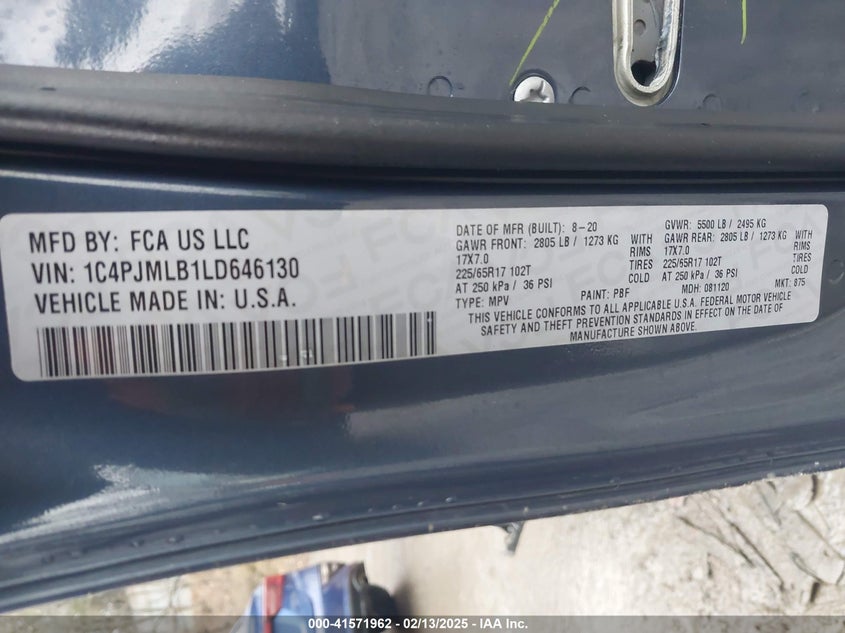 MFD BY: FCA US LLC
VIN: 1C4PJMLB1LD646130
VEHICLE MADE IN: U.S.A.
DATE OF MFR (BUILT): 8-20 GVWR: 5500 LB / 2495 KG
GAWR FRONT: 2805 LB / 1273 KG WITH GAWR REAR: 2805 LB / 1273 KG WITH
17X7.0 RIMS 17X7.0 RIMS
225/65R17 102T TIRES 225/65R17 102T TIRES
AT 250 kPa / 36 PSI AT 250 kPa / 36 PSI
TYPE: MPV PAINT: PBF MDH: 081120 MKT: 875
THIS VEHICLE CONFORMS TO ALL APPLICABLE U.S.A. FEDERAL MOTOR VEHICLE
SAFETY AND THEFT PREVENTION STANDARDS IN EFFECT ON THE DATE OF
MANUFACTURE SHOWN ABOVE.
000-41571962 - 02/13/2025 - IAA Inc.